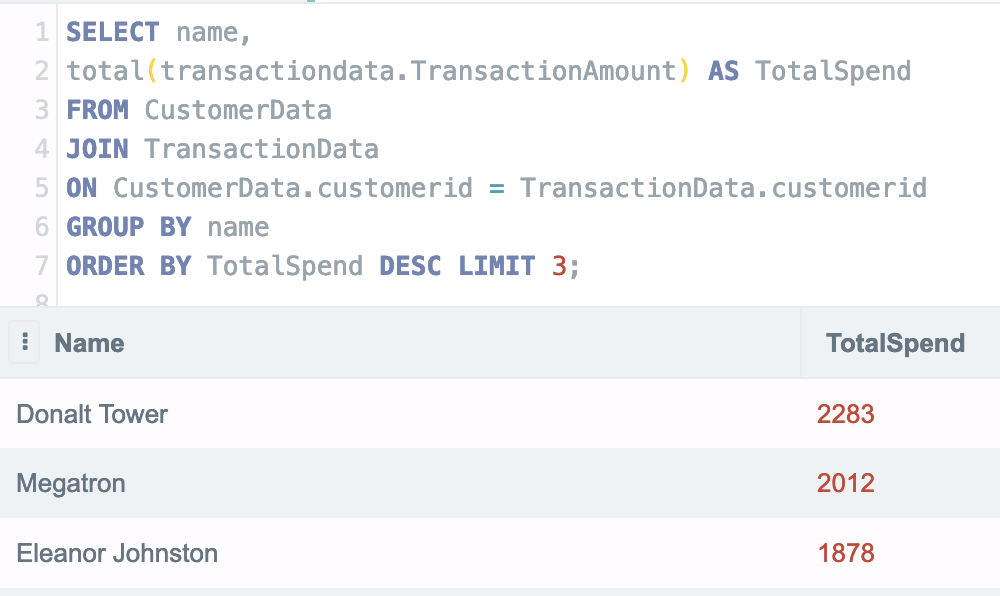 1 SELECT name,
2 total(transactiondata.TransactionAmount) AS TotalSpend
3 FROM CustomerData
4 JOIN TransactionData
5 ON CustomerData.customerid = TransactionData.customerid
6 GROUP BY name
7 ORDER BY TotalSpend DESC LIMIT 3;
8
Name TotalSpend
Donalt Tower 2283
Megatron 2012
Eleanor Johnston 1878